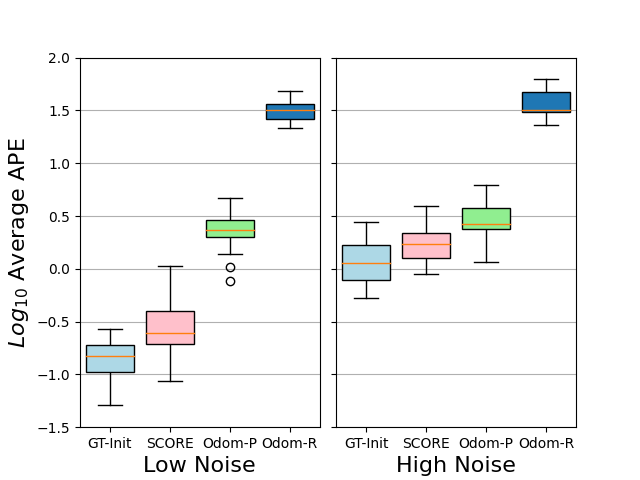 Log10 Average APE
2.0
1.5
1.0
0.5
0.0
−0.5
−1.0
−1.5
GT-Init SCORE Odom-P Odom-R
Low Noise
GT-Init SCORE Odom-P Odom-R
High Noise